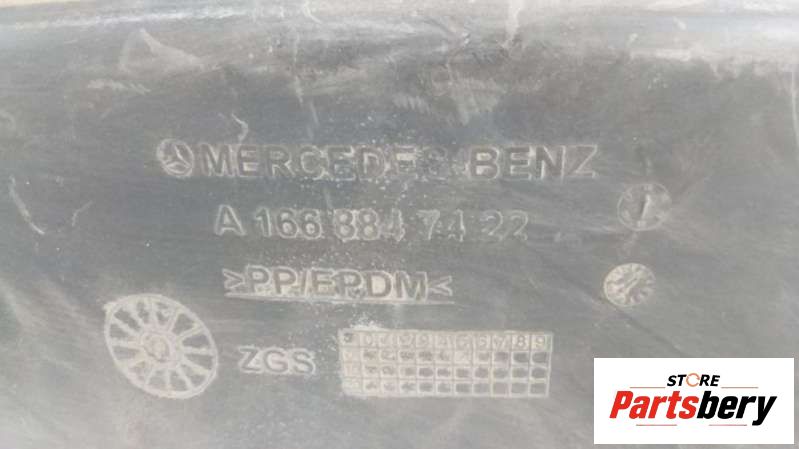 MERCEDES-BENZ
A 166 884 74 22
>PP/EPDM<
ZGS
STORE
Partsbery